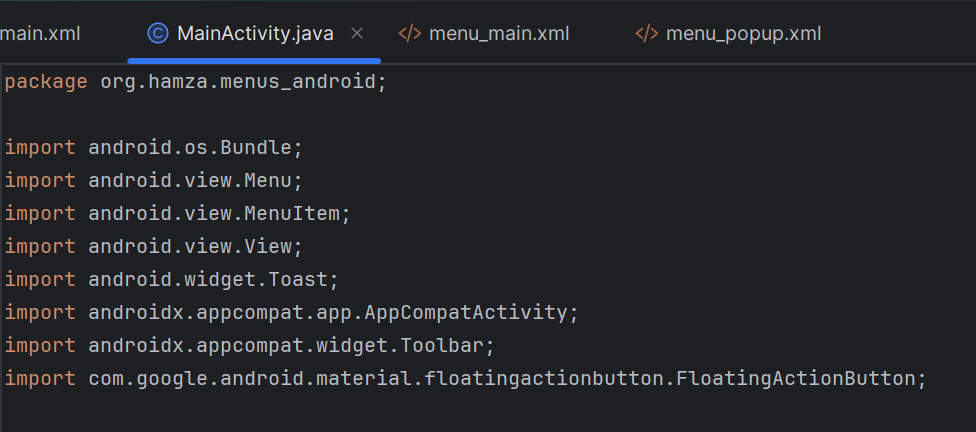 main.xml MainActivity.java menu_main.xml menu_popup.xml
package org.hamza.menus_android;
import android.os.Bundle;
import android.view.Menu;
import android.view.MenuItem;
import android.view.View;
import android.widget.Toast;
import androidx.appcompat.app.AppCompatActivity;
import androidx.appcompat.widget.Toolbar;
import com.google.android.material.floatingactionbutton.FloatingActionButton;